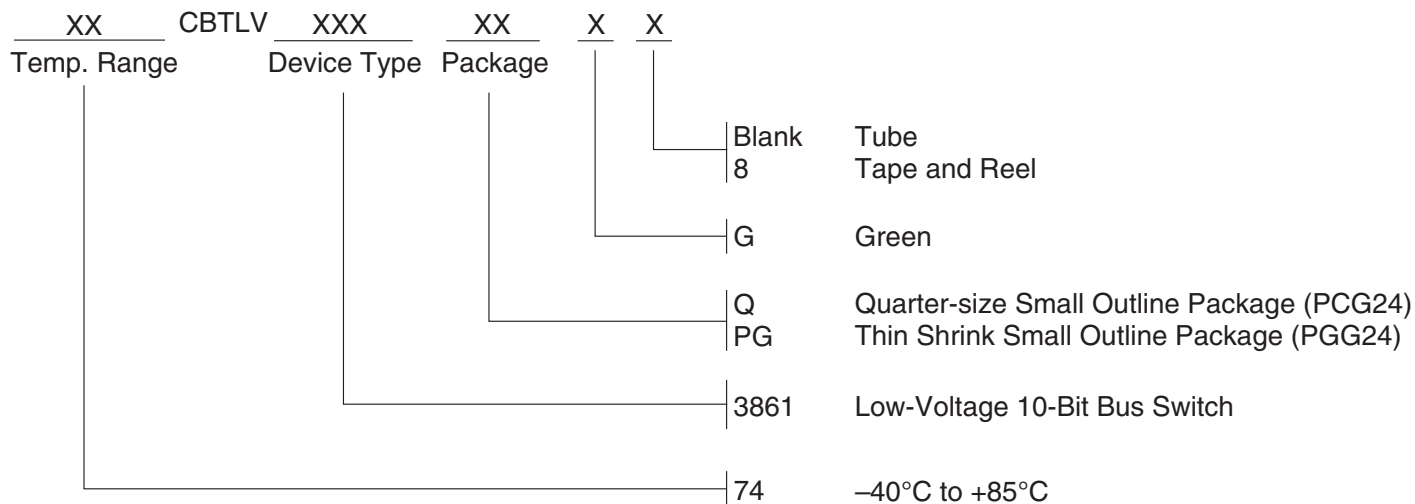 XX CBTLV XXX XX X X
Temp. Range Device Type Package
Blank Tube
8 Tape and Reel
G Green
Q Quarter-size Small Outline Package (PCG24)
PG Thin Shrink Small Outline Package (PGG24)
3861 Low-Voltage 10-Bit Bus Switch
74 –40°C to +85°C